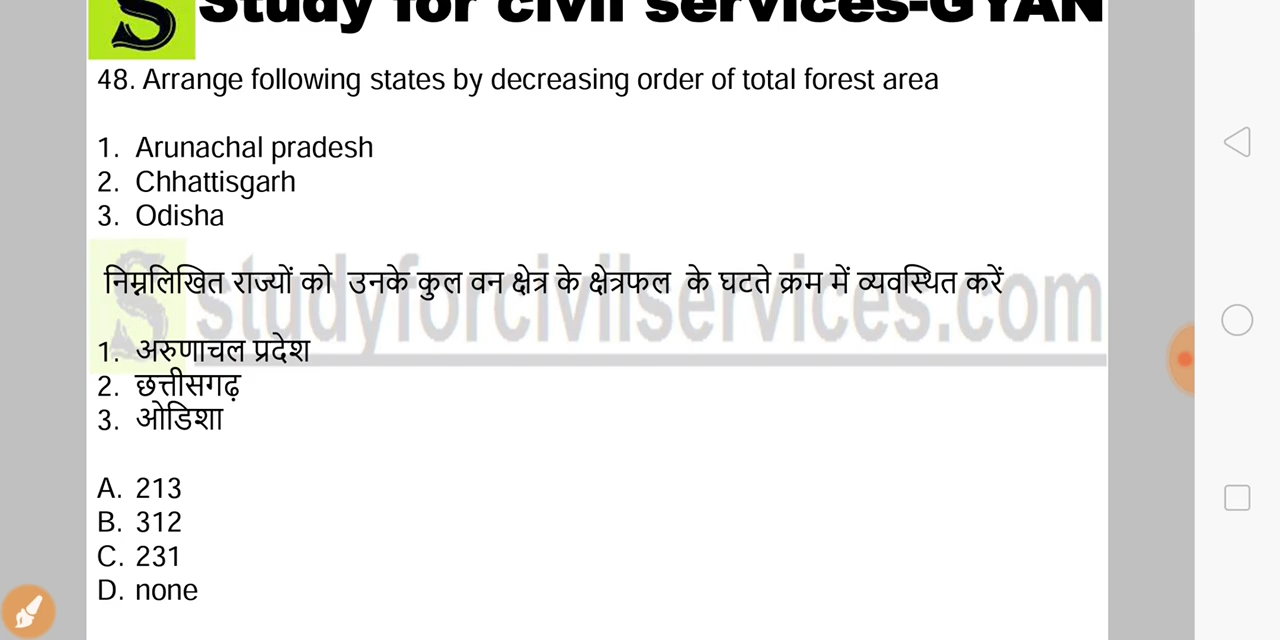 Study for civil services-GYAN
48. Arrange following states by decreasing order of total forest area
1. Arunachal pradesh
2. Chhattisgarh
3. Odisha
निम्नलिखित राज्यों को उनके कुल वन क्षेत्र के क्षेत्रफल के घटते क्रम में व्यवस्थित करें
studyforcivilservices.com
1. अरुणाचल प्रदेश
2. छत्तीसगढ़
3. ओडिशा
A. 213
B. 312
C. 231
D. none